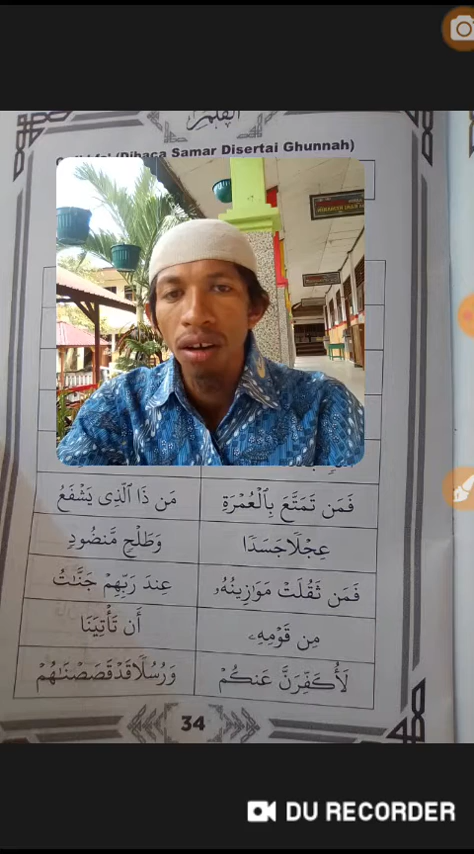 القلم
(Dibaca Samar Disertai Ghunnah)
فَمَن تَمَتَّعَ بِٱلْعُمْرَةِ مَن ذَا ٱلَّذِى يَشْفَعُ
عِجْلًا جَسَدًا وَطَلْحٍ مَّنضُودٍ
فَمَن ثَقُلَتْ مَوَٰزِينُهُۥ عِندَ رَبِّهِمْ جَنَّـٰتُ
مِن قَوْمِهِۦ أَن تَأْتِيَنَا
لَأُكَفِّرَنَّ عَنكُمْ وَرُسُلًا قَدْ قَصَصْنَـٰهُمْ
34
DU RECORDER